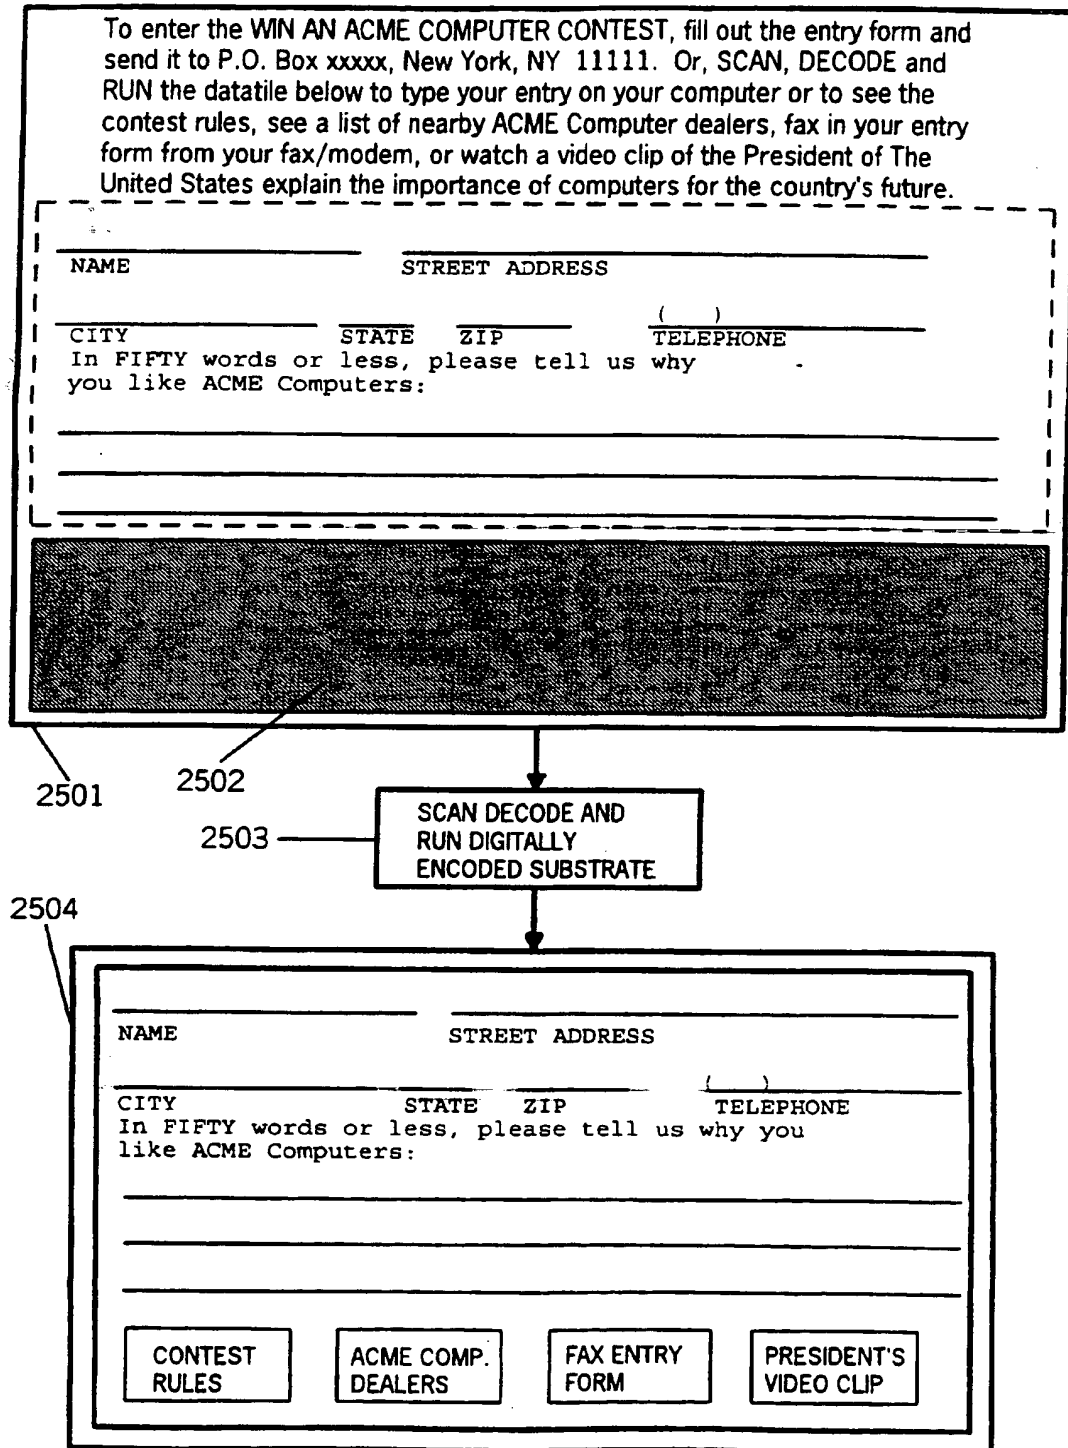 To enter the WIN AN ACME COMPUTER CONTEST, fill out the entry form and
send it to P.O. Box xxxxx, New York, NY 11111. Or, SCAN, DECODE and
RUN the datatile below to type your entry on your computer or to see the
contest rules, see a list of nearby ACME Computer dealers, fax in your entry
form from your fax/modem, or watch a video clip of the President of The
United States explain the importance of computers for the country's future.
NAME STREET ADDRESS
( )
CITY STATE ZIP TELEPHONE
In FIFTY words or less, please tell us why
you like ACME Computers:
2501 2502
2503
SCAN DECODE AND
RUN DIGITALLY
ENCODED SUBSTRATE
2504
NAME STREET ADDRESS
( )
CITY STATE ZIP TELEPHONE
In FIFTY words or less, please tell us why you
like ACME Computers:
CONTEST RULES
ACME COMP. DEALERS
FAX ENTRY FORM
PRESIDENT'S VIDEO CLIP